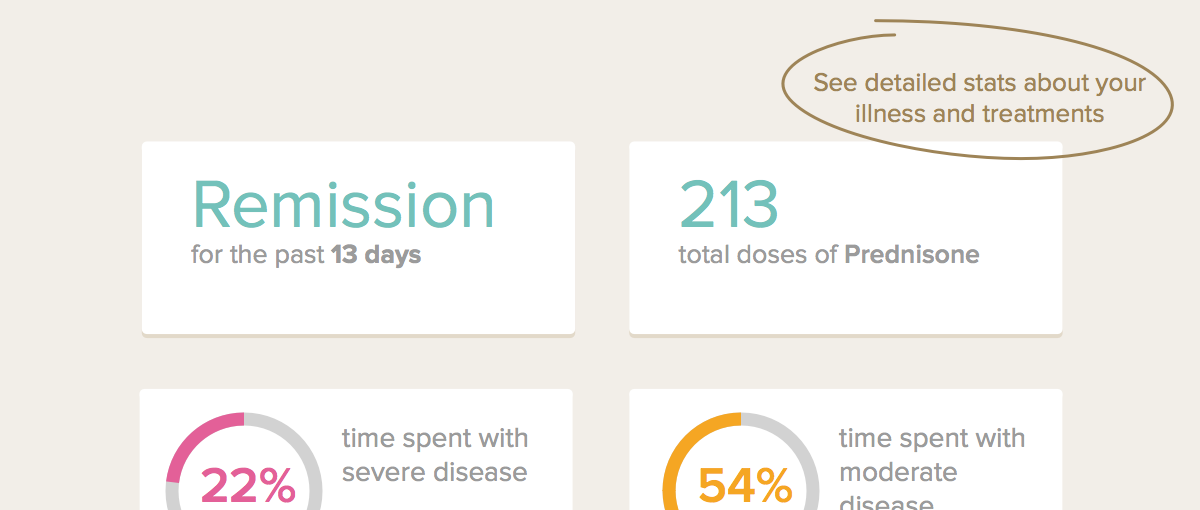 See detailed stats about your
illness and treatments
Remission
for the past 13 days
213
total doses of Prednisone
22%
time spent with
severe disease
54%
time spent with
moderate
disease